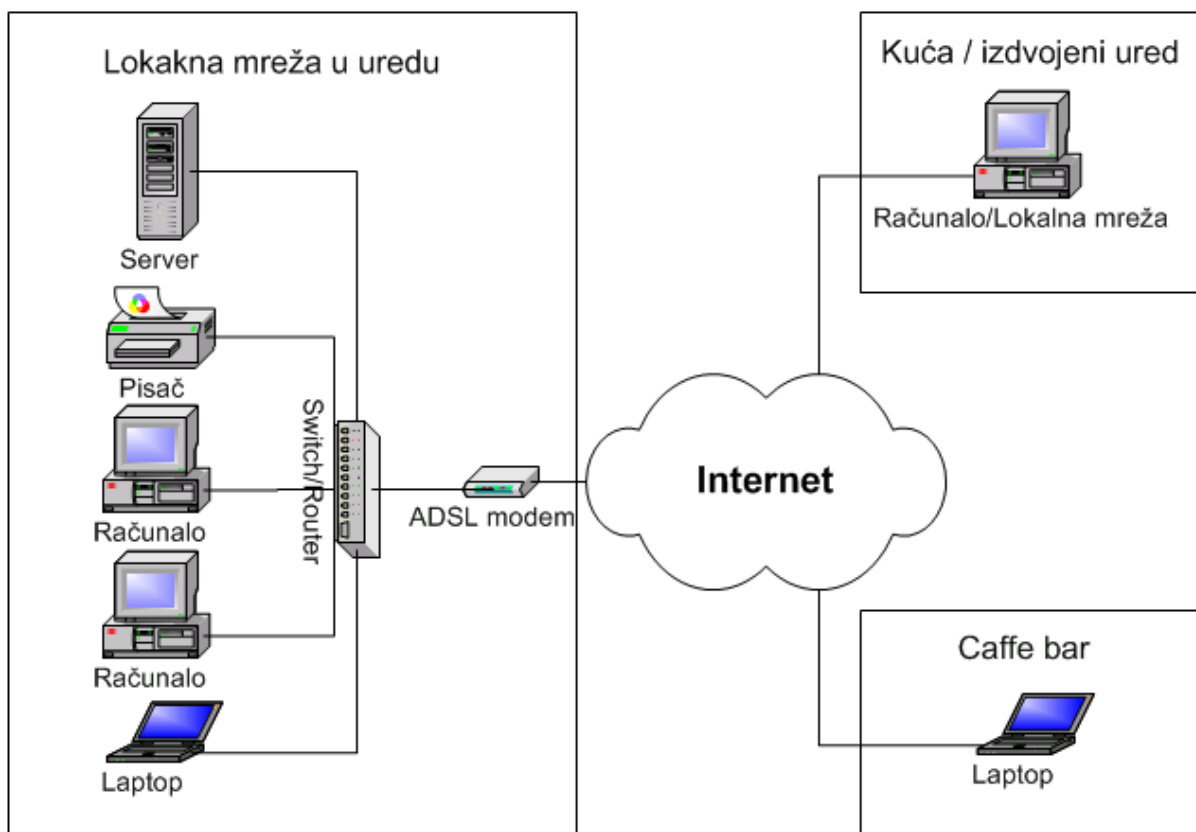 Lokakna mreža u uredu
Server
Pisač
Računalo
Računalo
Laptop
Switch/Router
ADSL modem
Internet
Kuća / izdvojeni ured
Računalo/Lokalna mreža
Caffe bar
Laptop